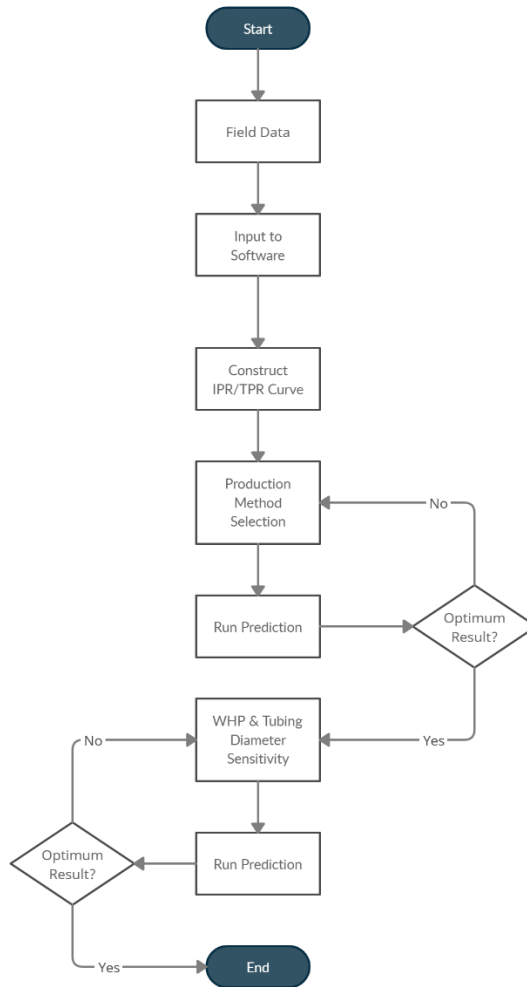 Start
Field Data
Input to
Software
Construct
IPR/TPR Curve
Production
Method
Selection
No
Run Prediction
Optimum
Result?
Yes
WHP & Tubing
Diameter
Sensitivity
No
Run Prediction
Optimum
Result?
Yes
End